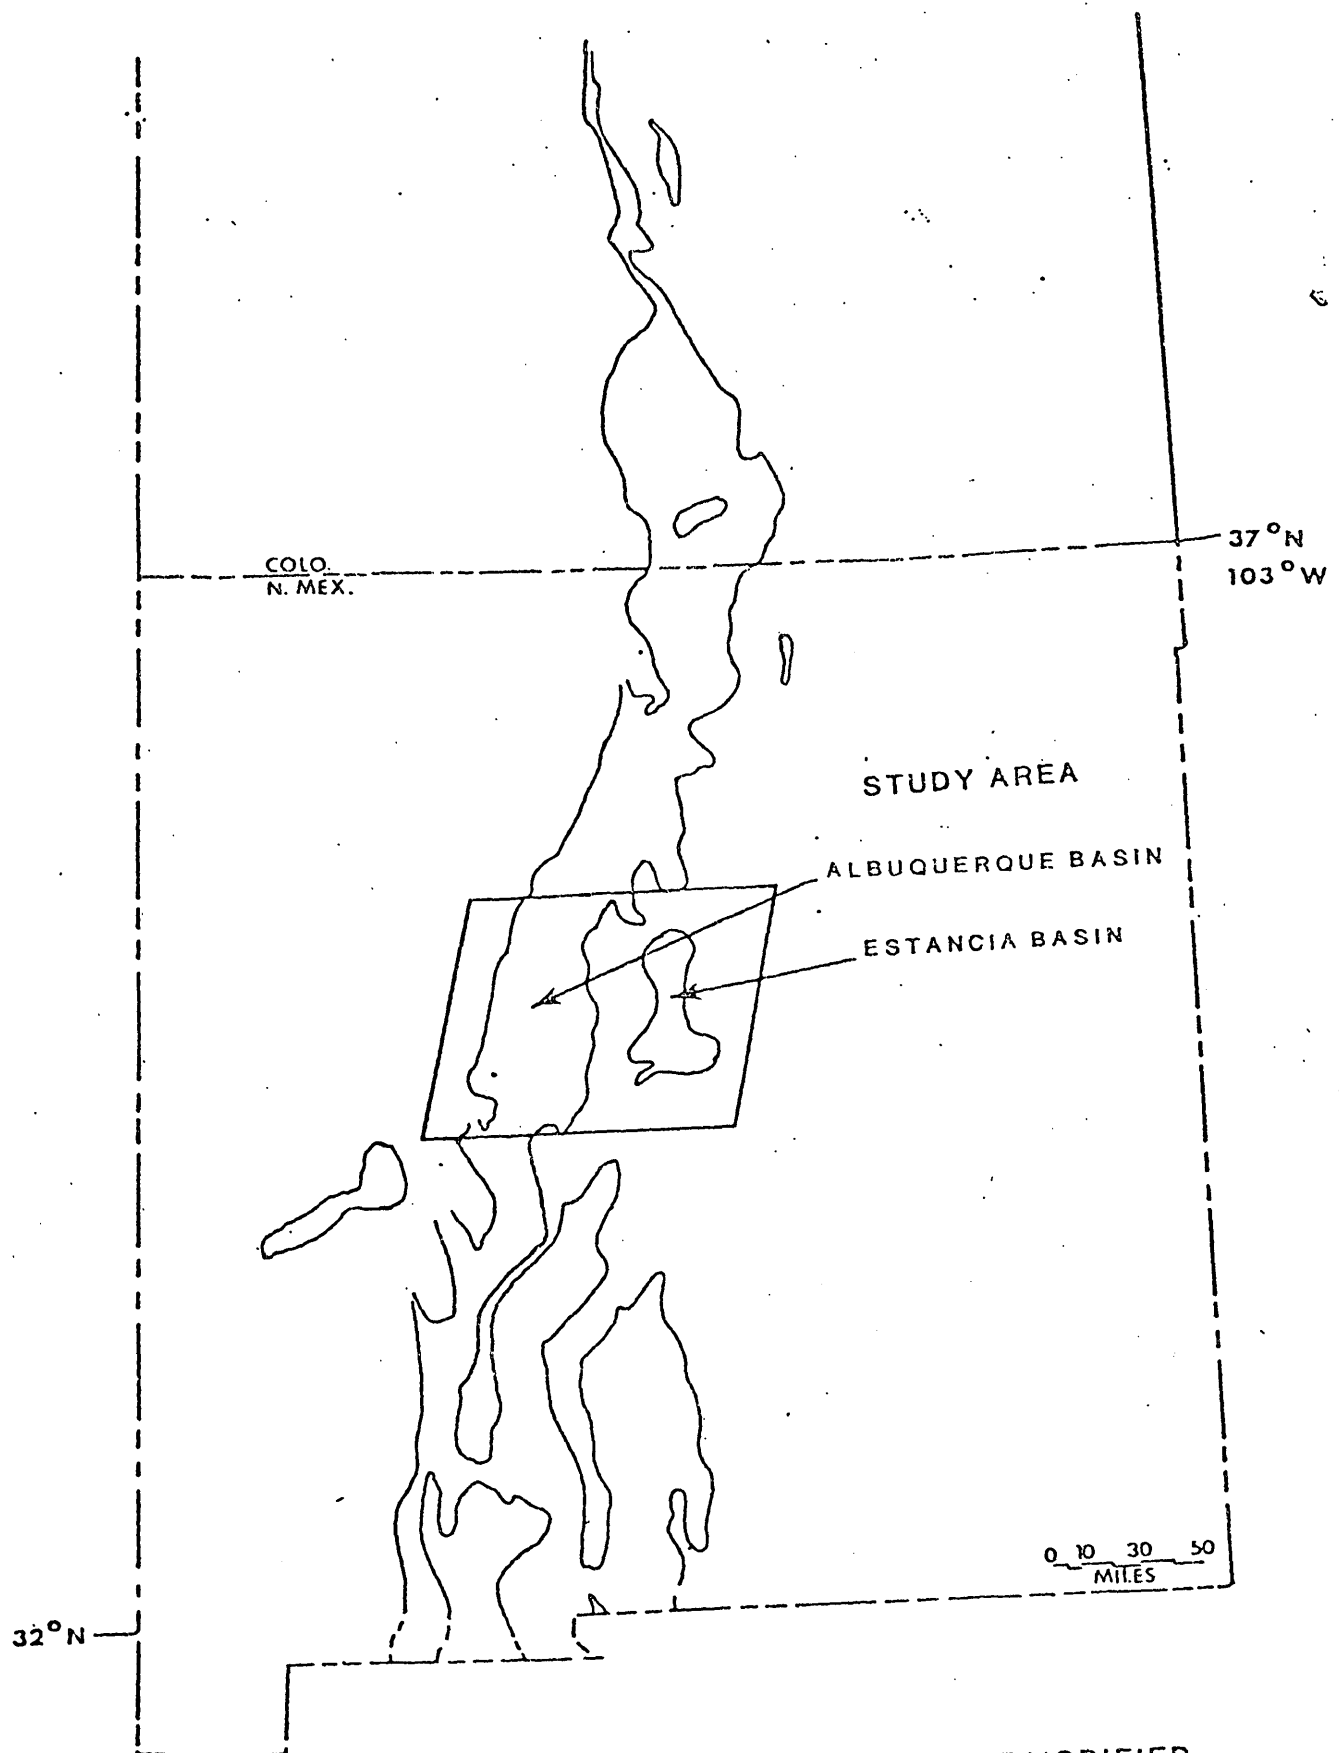 37°N
COLO.
103°W
N. MEX.
STUDY AREA
ALBUQUERQUE BASIN
ESTANCIA BASIN
0 10 30 50
MILES
32°N